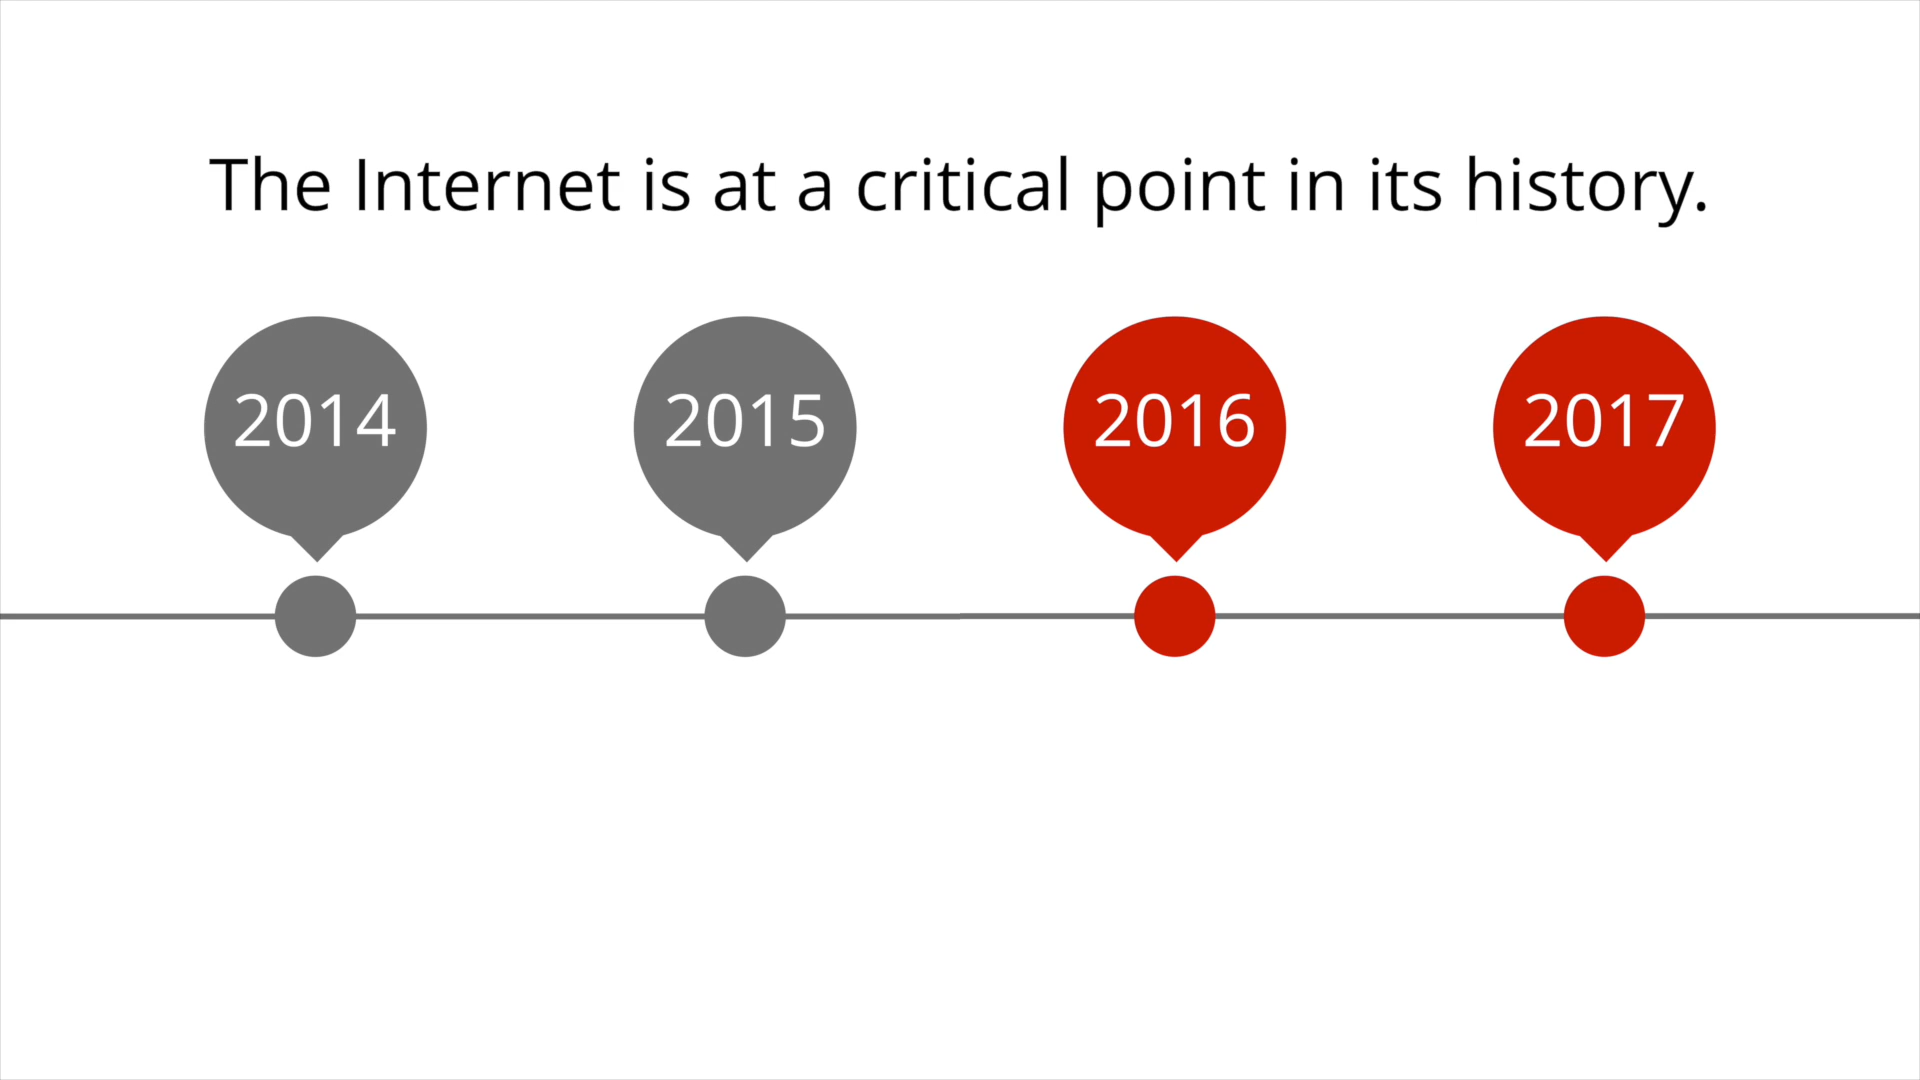 The Internet is at a critical point in its history.
2014 2015 2016 2017